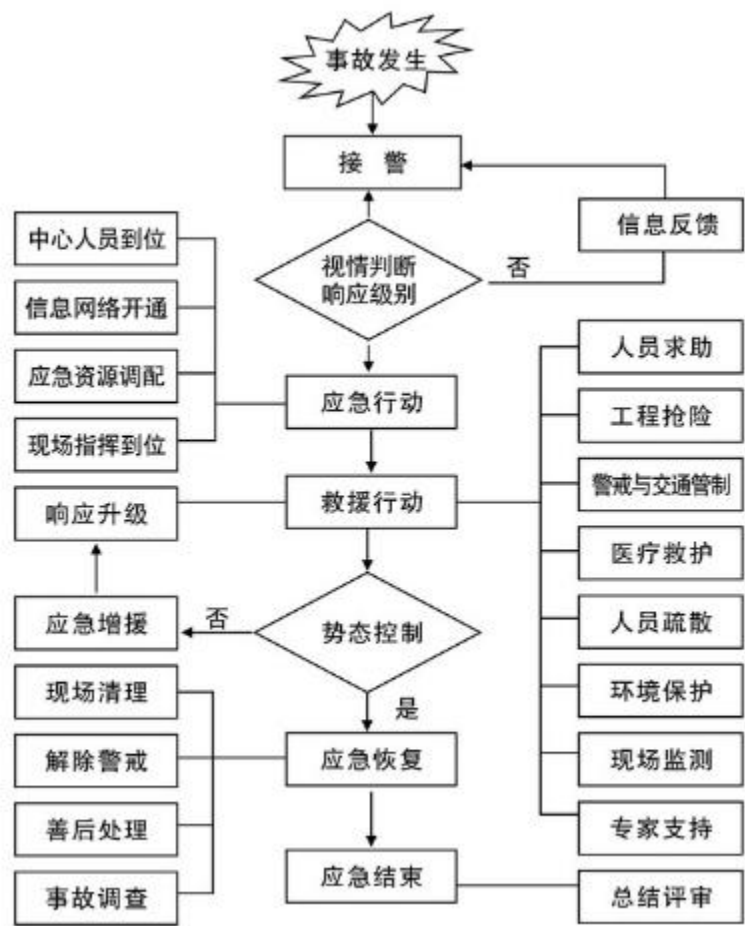 事故发生
接 警
信息反馈
中心人员到位
视情判断
响应级别
否
信息网络开通
人员求助
应急资源调配
应急行动
工程抢险
现场指挥到位
警戒与交通管制
响应升级
救援行动
医疗救护
应急增援
否
势态控制
人员疏散
现场清理
是
环境保护
解除警戒
应急恢复
现场监测
善后处理
专家支持
应急结束
事故调查
总结评审